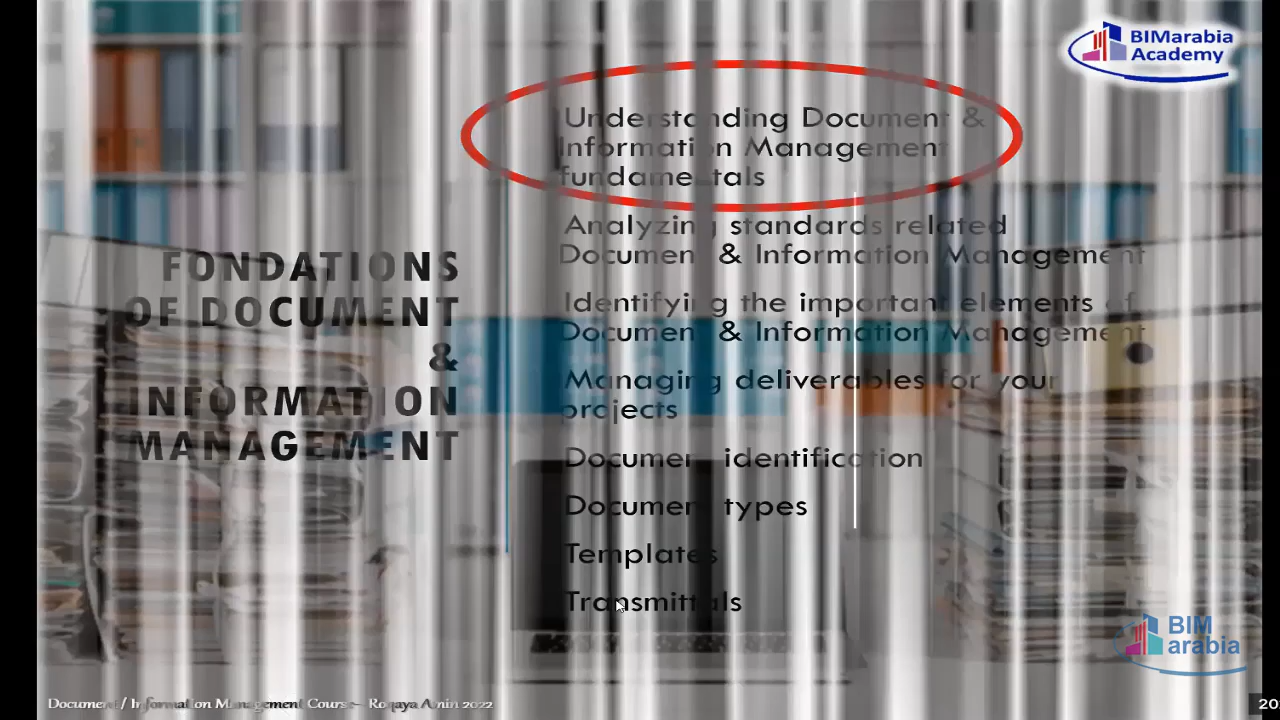 BIMarabia
Academy
Understanding Document &
Information Management
fundamentals
Analyzing standards related
Document & Information Management
Identifying the important elements of
Document & Information Management
Managing deliverables for your
projects
Document identification
Document types
Templates
Transmittals
FONDATIONS
OF DOCUMENT
&
INFORMATION
MANAGEMENT
BIM
arabia
Document / Information Management Course – Roqaya Amin 2022
20